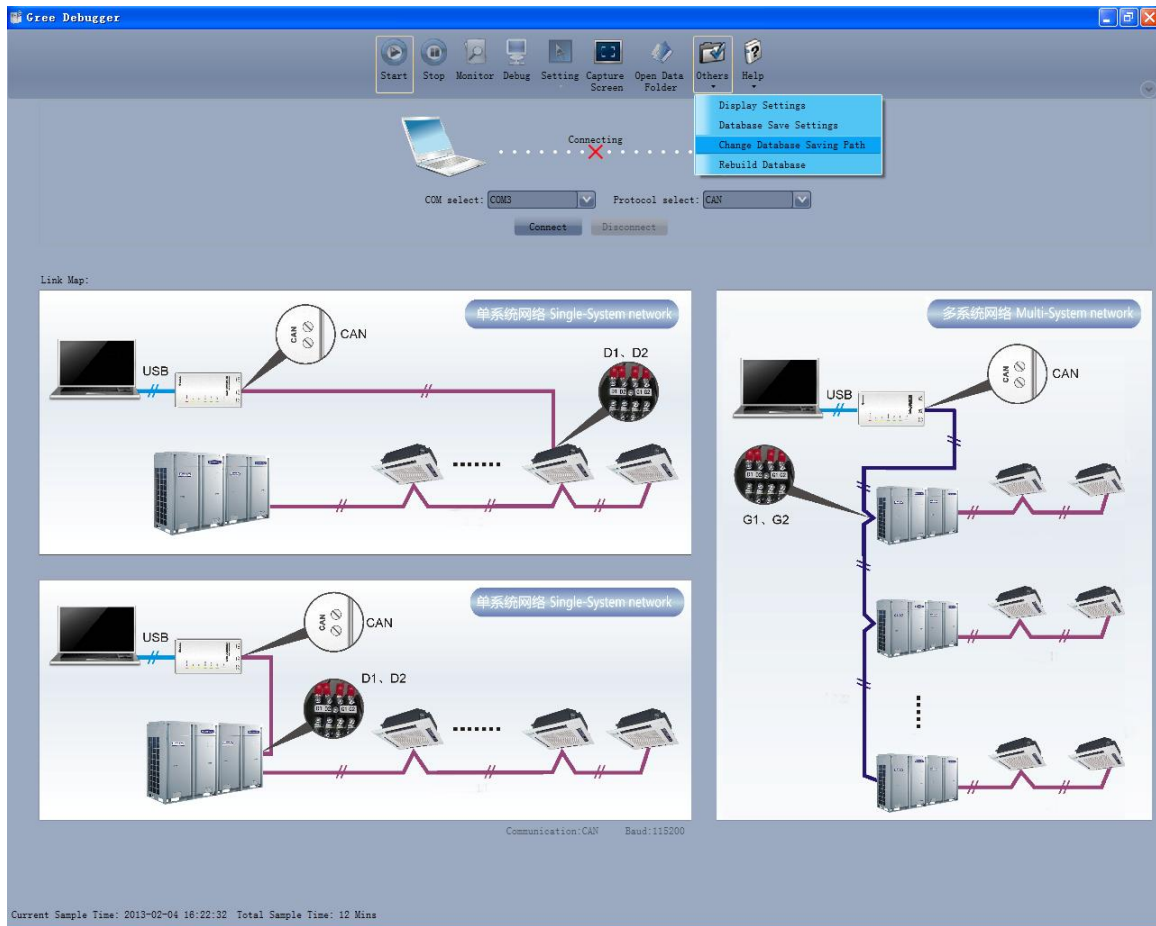 Gree Debugger
Start Stop Monitor Debug Setting Capture Screen Open Data Folder Others Help
Display Settings
Database Save Settings
Change Database Saving Path
Rebuild Database
Connecting
COM select: COM3 Protocol select: CAN
Connect Disconnect
Link Map:
单系统网络 Single-System network
CAN
CAN
USB
D1、D2
单系统网络 Single-System network
CAN
CAN
USB
D1、D2
多系统网络 Multi-System network
CAN
CAN
USB
G1、G2
Communication:CAN Baud:115200
Current Sample Time: 2013-02-04 16:22:32 Total Sample Time: 12 Mins